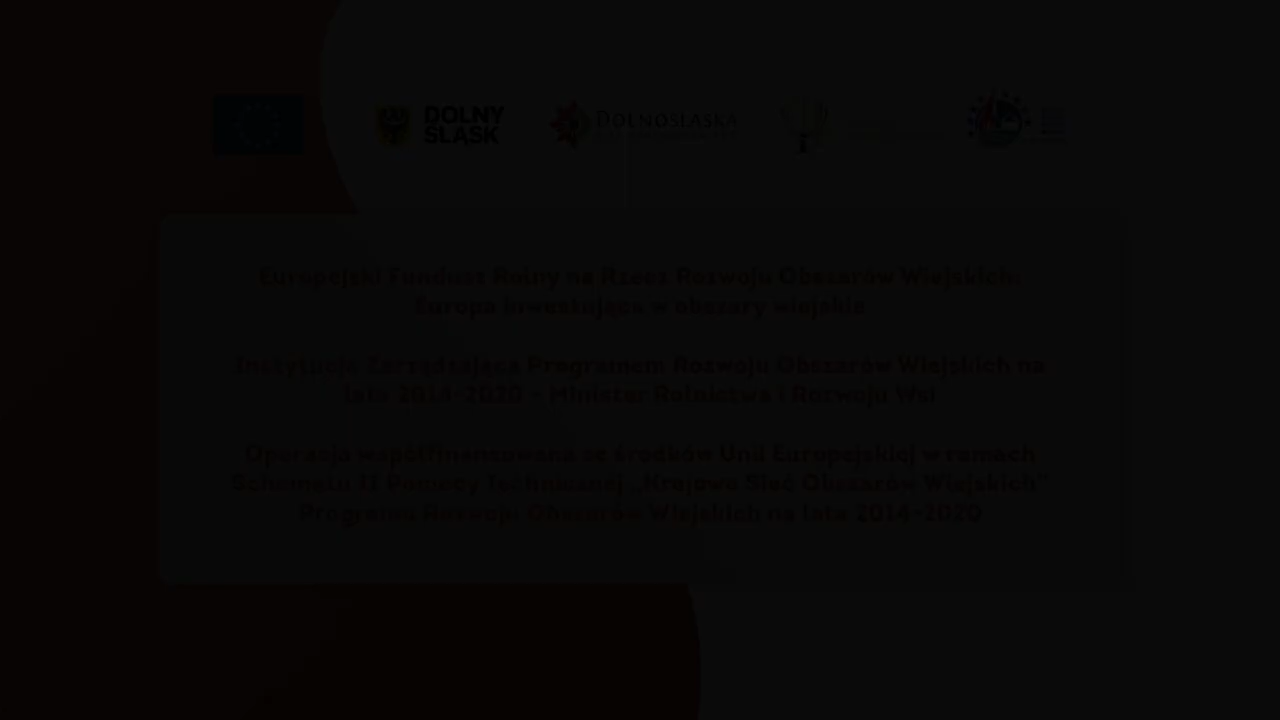 DOLNY
ŚLĄSK
DOLNOŚLĄSKA
Europejski Fundusz Rolny na Rzecz Rozwoju Obszarów Wiejskich:
Europa inwestująca w obszary wiejskie
Instytucja Zarządzająca Programem Rozwoju Obszarów Wiejskich na
lata 2014-2020 - Minister Rolnictwa i Rozwoju Wsi
Operacja współfinansowana ze środków Unii Europejskiej w ramach
Schematu II Pomocy Technicznej „Krajowa Sieć Obszarów Wiejskich"
Programu Rozwoju Obszarów Wiejskich na lata 2014-2020